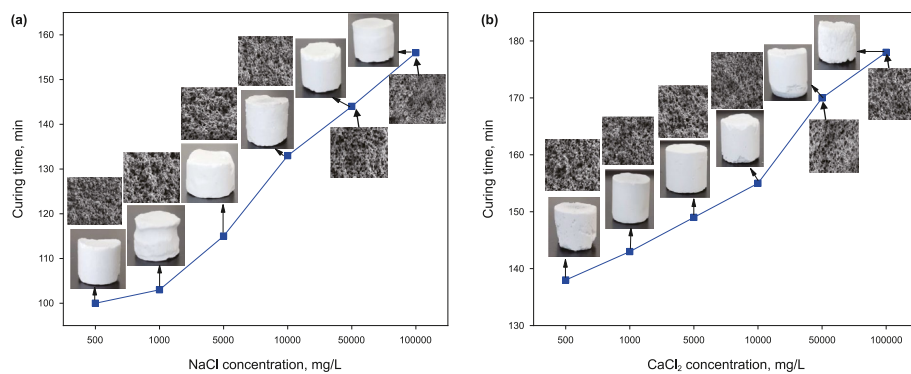 (a)
160
150
140
130
120
110
100
Curing time, min
500 1000 5000 10000 50000 100000
NaCl concentration, mg/L
(b)
180
170
160
150
140
130
Curing time, min
500 1000 5000 10000 50000 100000
CaCl₂ concentration, mg/L